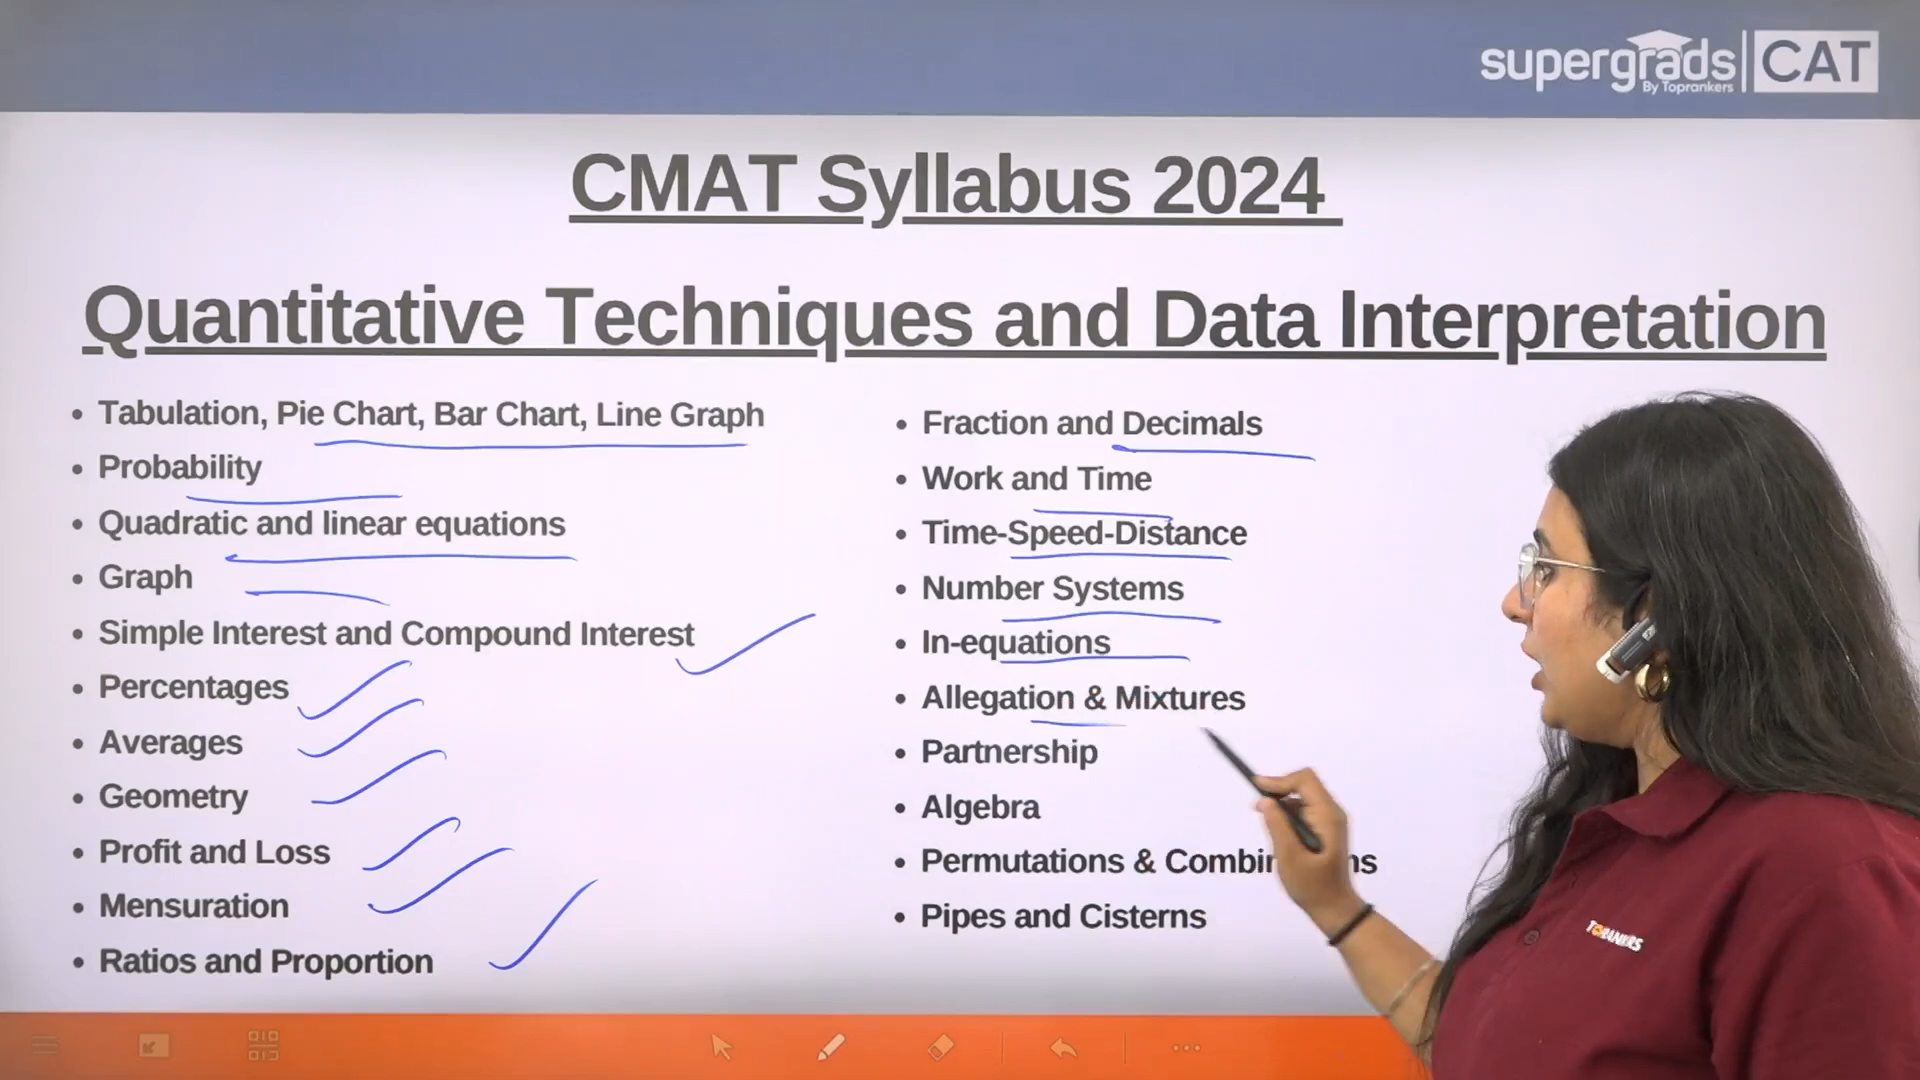 supergrads CAT
By Toprankers
CMAT Syllabus 2024
Quantitative Techniques and Data Interpretation
• Tabulation, Pie Chart, Bar Chart, Line Graph
• Probability
• Quadratic and linear equations
• Graph
• Simple Interest and Compound Interest
• Percentages
• Averages
• Geometry
• Profit and Loss
• Mensuration
• Ratios and Proportion
• Fraction and Decimals
• Work and Time
• Time-Speed-Distance
• Number Systems
• In-equations
• Allegation & Mixtures
• Partnership
• Algebra
• Permutations &
• Pipes and Cisterns